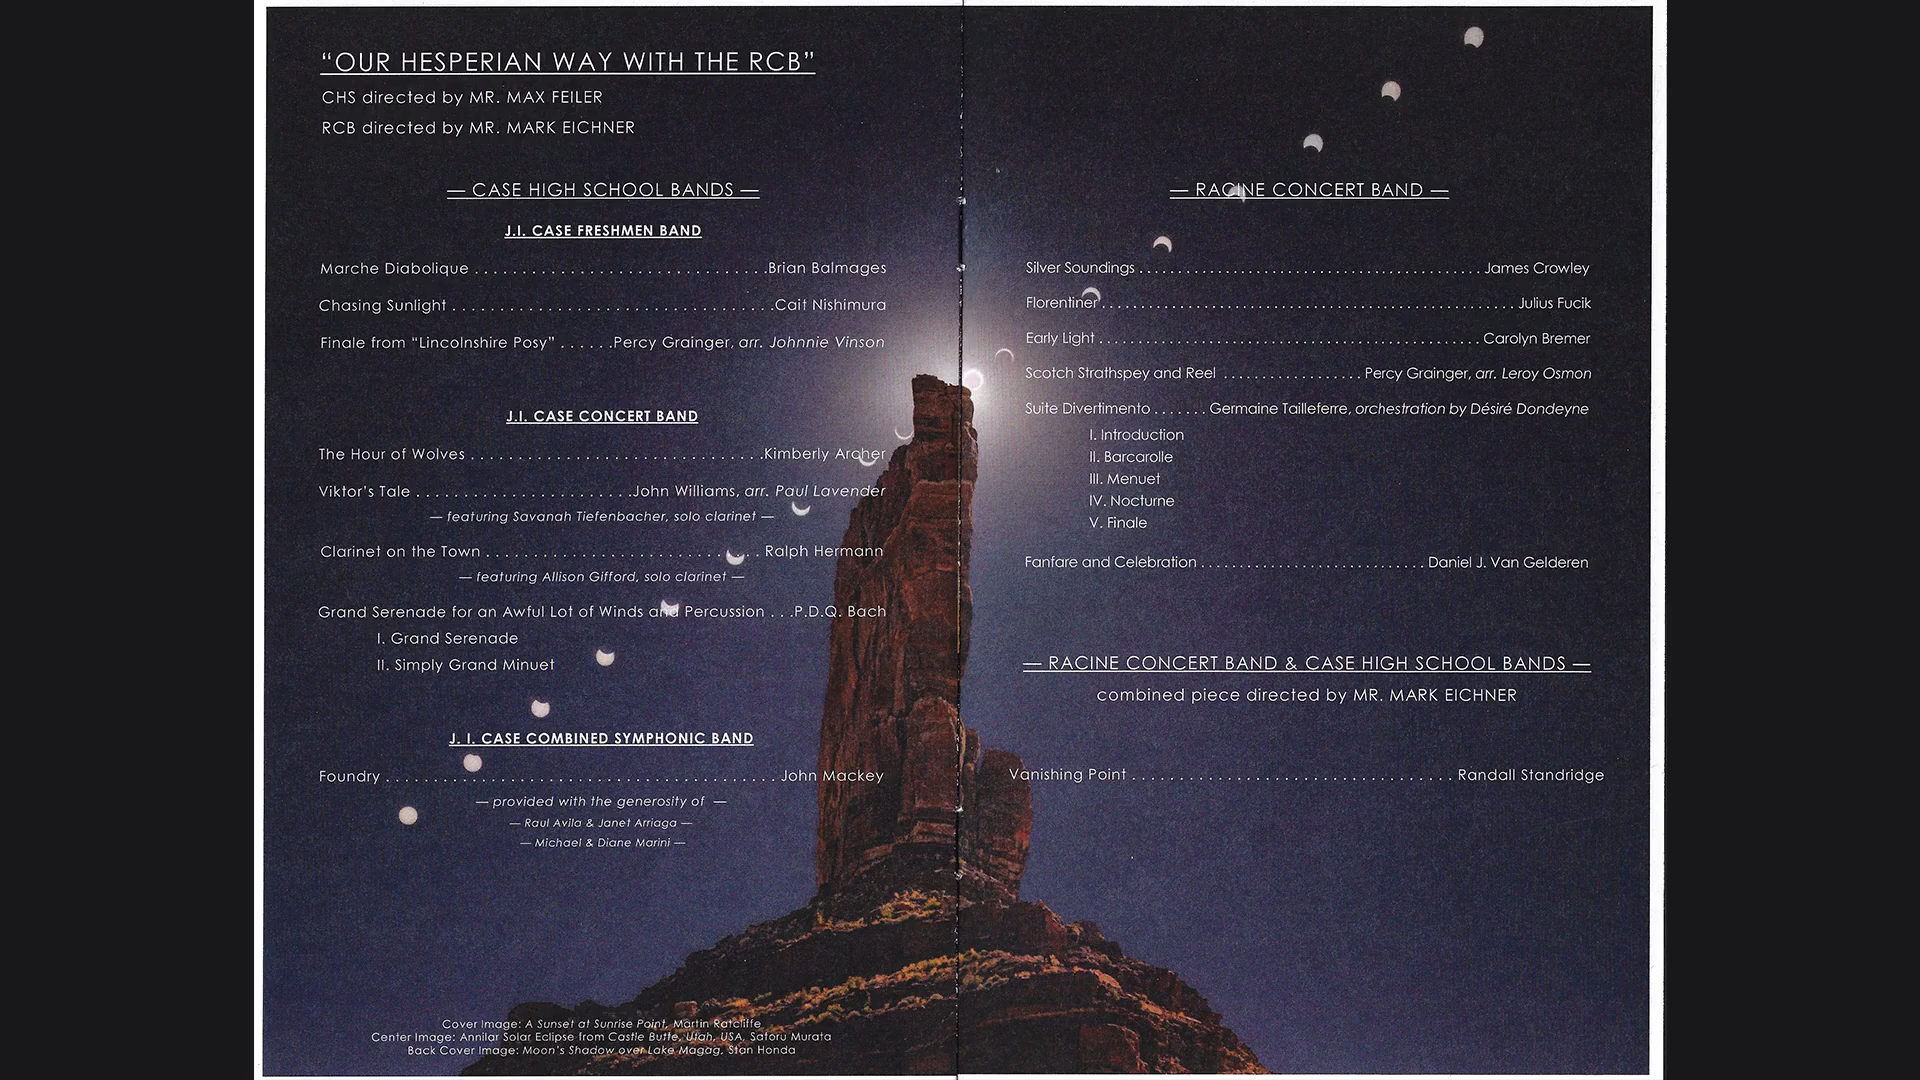 “OUR HESPERIAN WAY WITH THE RCB”
CHS directed by MR. MAX FEILER
RCB directed by MR. MARK EICHNER
— CASE HIGH SCHOOL BANDS —
J.I. CASE FRESHMEN BAND
Marche Diabolique . . . . . . . . . . . . . . . . . . . . . . . . . . . . . . .Brian Balmages
Chasing Sunlight . . . . . . . . . . . . . . . . . . . . . . . . . . . . . . . . . .Cait Nishimura
Finale from “Lincolnshire Posy” . . . . . .Percy Grainger, arr. Johnnie Vinson
J.I. CASE CONCERT BAND
The Hour of Wolves . . . . . . . . . . . . . . . . . . . . . . . . . . . . . . .Kimberly Archer
Viktor’s Tale . . . . . . . . . . . . . . . . . . . . . . .John Williams, arr. Paul Lavender
— featuring Savanah Tiefenbacher, solo clarinet —
Clarinet on the Town . . . . . . . . . . . . . . . . . . . . . . . . . . . . . Ralph Hermann
— featuring Allison Gifford, solo clarinet —
Grand Serenade for an Awful Lot of Winds and Percussion . . .P.D.Q. Bach
I. Grand Serenade
II. Simply Grand Minuet
J. I. CASE COMBINED SYMPHONIC BAND
Foundry . . . . . . . . . . . . . . . . . . . . . . . . . . . . . . . . . . . . . . . . . .John Mackey
— provided with the generosity of —
— Raul Avila & Janet Arriaga —
— Michael & Diane Marini —
Cover Image: A Sunset at Sunrise Point, Martin Ratcliffe
Center Image: Annilar Solar Eclipse from Castle Butte, Utah, USA, Satoru Murata
Back Cover Image: Moon’s Shadow over Lake Magag, Stan Honda
— RACINE CONCERT BAND —
Silver Soundings . . . . . . . . . . . . . . . . . . . . . . . . . . . . . . . . . . . . . . . . . . James Crowley
Florentiner . . . . . . . . . . . . . . . . . . . . . . . . . . . . . . . . . . . . . . . . . . . . . . . . . . . Julius Fucik
Early Light . . . . . . . . . . . . . . . . . . . . . . . . . . . . . . . . . . . . . . . . . . . . . . . Carolyn Bremer
Scotch Strathspey and Reel . . . . . . . . . . . . . . . . . Percy Grainger, arr. Leroy Osmon
Suite Divertimento . . . . . . . Germaine Tailleferre, orchestration by Désiré Dondeyne
I. Introduction
II. Barcarolle
III. Menuet
IV. Nocturne
V. Finale
Fanfare and Celebration . . . . . . . . . . . . . . . . . . . . . . . . . . . . Daniel J. Van Gelderen
— RACINE CONCERT BAND & CASE HIGH SCHOOL BANDS —
combined piece directed by MR. MARK EICHNER
Vanishing Point . . . . . . . . . . . . . . . . . . . . . . . . . . . . . . . . . . Randall Standridge